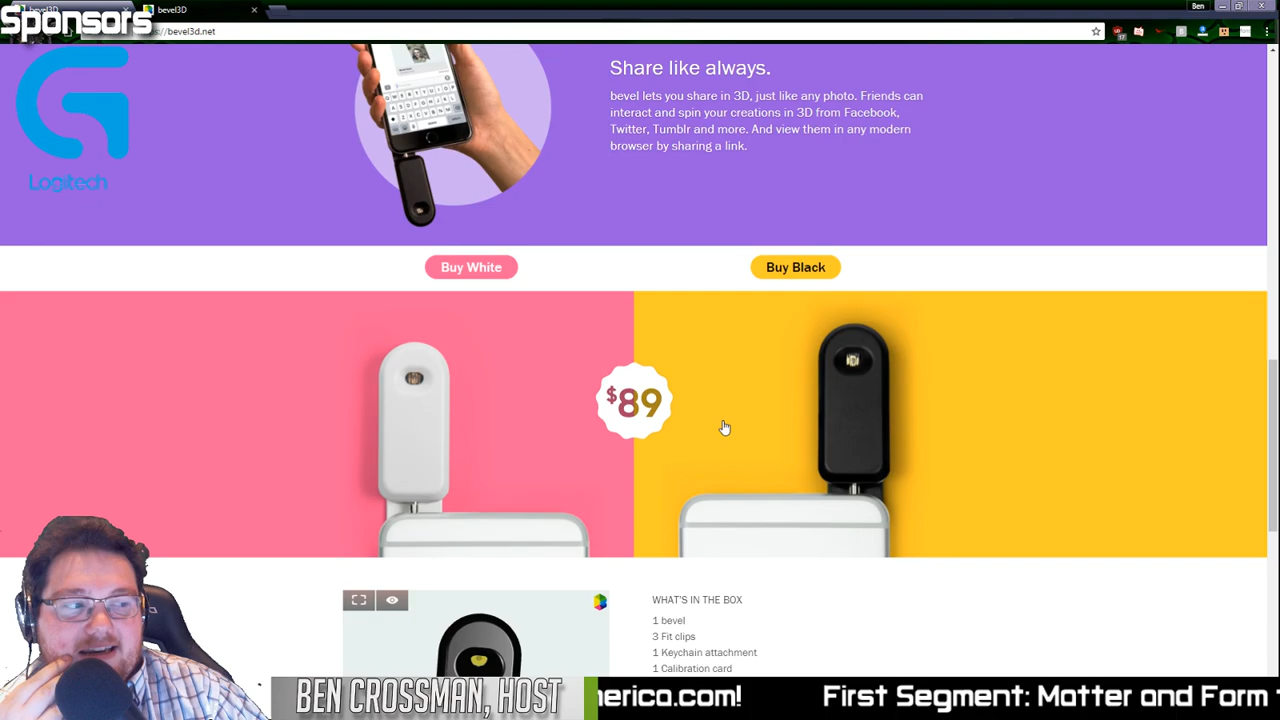 Sponsors
bevel3D
bevel3D
Ben
://bevel3d.net
Logitech
Share like always.
bevel lets you share in 3D, just like any photo. Friends can
interact and spin your creations in 3D from Facebook,
Twitter, Tumblr and more. And view them in any modern
browser by sharing a link.
Buy White
Buy Black
$89
WHAT'S IN THE BOX
1 bevel
3 Fit clips
1 Keychain attachment
1 Calibration card
BEN CROSSMAN, HOST
merica.com!
First Segment: Matter and Form